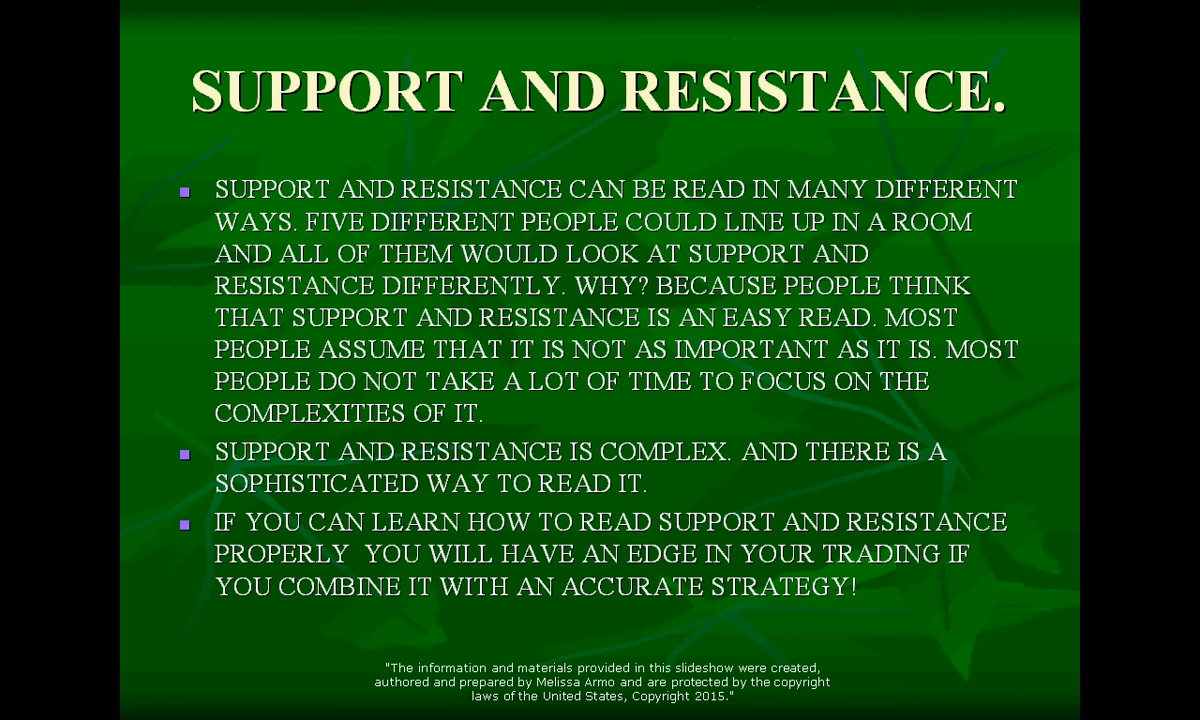 SUPPORT AND RESISTANCE.
SUPPORT AND RESISTANCE CAN BE READ IN MANY DIFFERENT
WAYS. FIVE DIFFERENT PEOPLE COULD LINE UP IN A ROOM
AND ALL OF THEM WOULD LOOK AT SUPPORT AND
RESISTANCE DIFFERENTLY. WHY? BECAUSE PEOPLE THINK
THAT SUPPORT AND RESISTANCE IS AN EASY READ. MOST
PEOPLE ASSUME THAT IT IS NOT AS IMPORTANT AS IT IS. MOST
PEOPLE DO NOT TAKE A LOT OF TIME TO FOCUS ON THE
COMPLEXITIES OF IT.
SUPPORT AND RESISTANCE IS COMPLEX. AND THERE IS A
SOPHISTICATED WAY TO READ IT.
IF YOU CAN LEARN HOW TO READ SUPPORT AND RESISTANCE
PROPERLY  YOU WILL HAVE AN EDGE IN YOUR TRADING IF
YOU COMBINE IT WITH AN ACCURATE STRATEGY!
"The information and materials provided in this slideshow were created,
authored and prepared by Melissa Armo and are protected by the copyright
laws of the United States, Copyright 2015."